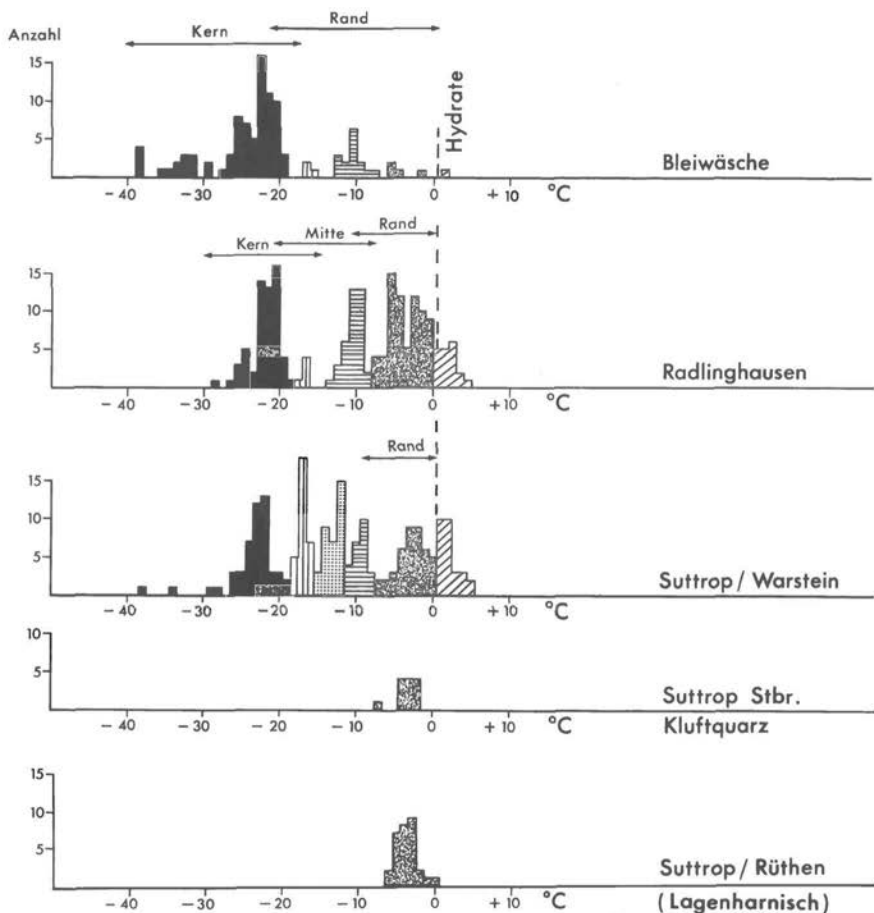 Rand
Kern
Anzahl
15
10
5
Hydrate
Bleiwäsche
- 40 - 30 - 20 - 10 0 + 10 °C
Rand
Mitte
Kern
15
10
5
Radlinghausen
- 40 - 30 - 20 - 10 0 + 10 °C
Rand
15
10
5
Suttrop / Warstein
- 40 - 30 - 20 - 10 0 + 10 °C
10
5
Suttrop Stbr.
- 40 - 30 - 20 - 10 0 + 10 °C Kluftquarz
15
10
5
Suttrop / Rüthen
- 40 - 30 - 20 - 10 0 + 10 °C (Lagenharnisch)